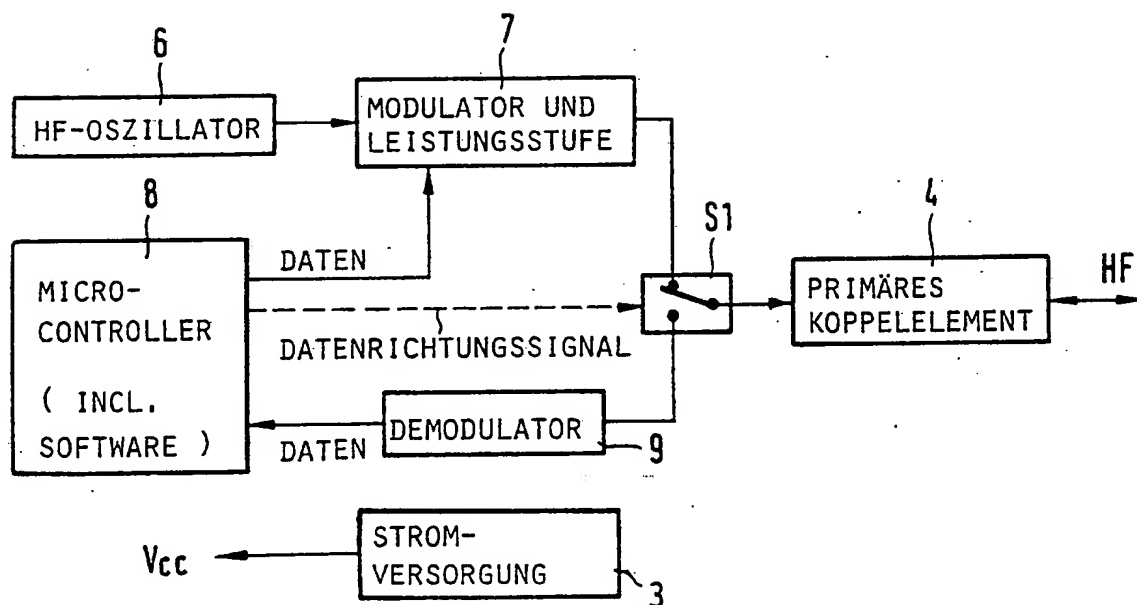 6
7
HF-OSZILLATOR
MODULATOR UND
LEISTUNGSSTUFE
8
DATEN
MICRO-
CONTROLLER
( INCL.
SOFTWARE )
DATENRICHTUNGSSIGNAL
S1
4
PRIMÄRES
KOPPELELEMENT
HF
DEMODULATOR
9
DATEN
Vcc
STROM-
VERSORGUNG
3